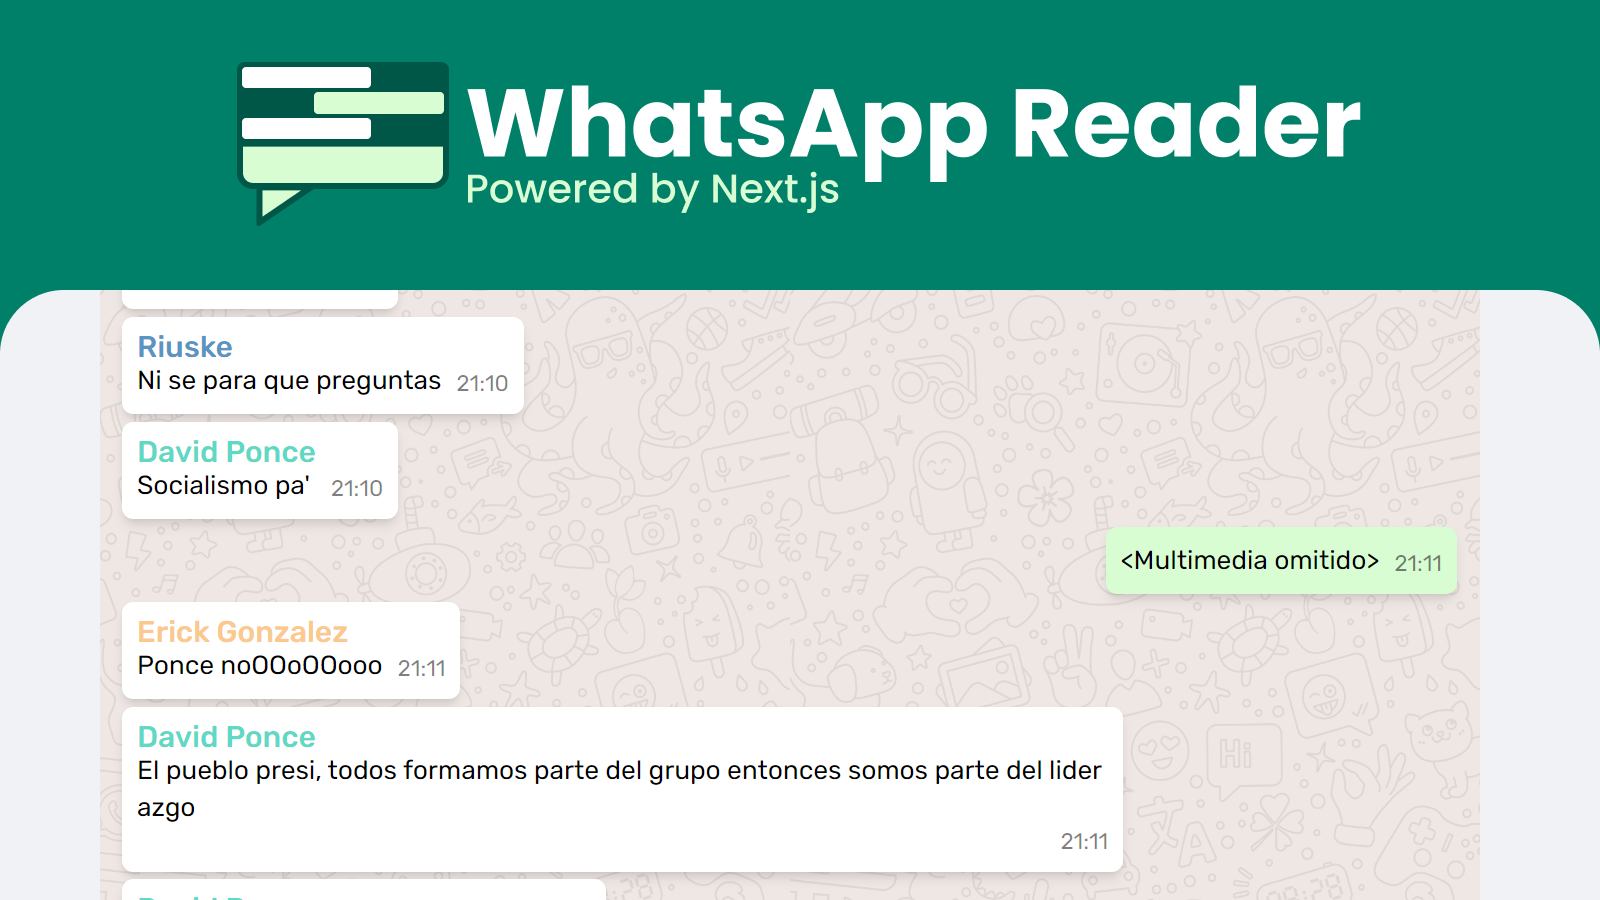 WhatsApp Reader
Powered by Next.js
Riuske
Ni se para que preguntas 21:10
David Ponce
Socialismo pa' 21:10
<Multimedia omitido> 21:11
Erick Gonzalez
Ponce noOOoOOooo 21:11
David Ponce
El pueblo presi, todos formamos parte del grupo entonces somos parte del lider
azgo
21:11
Hi